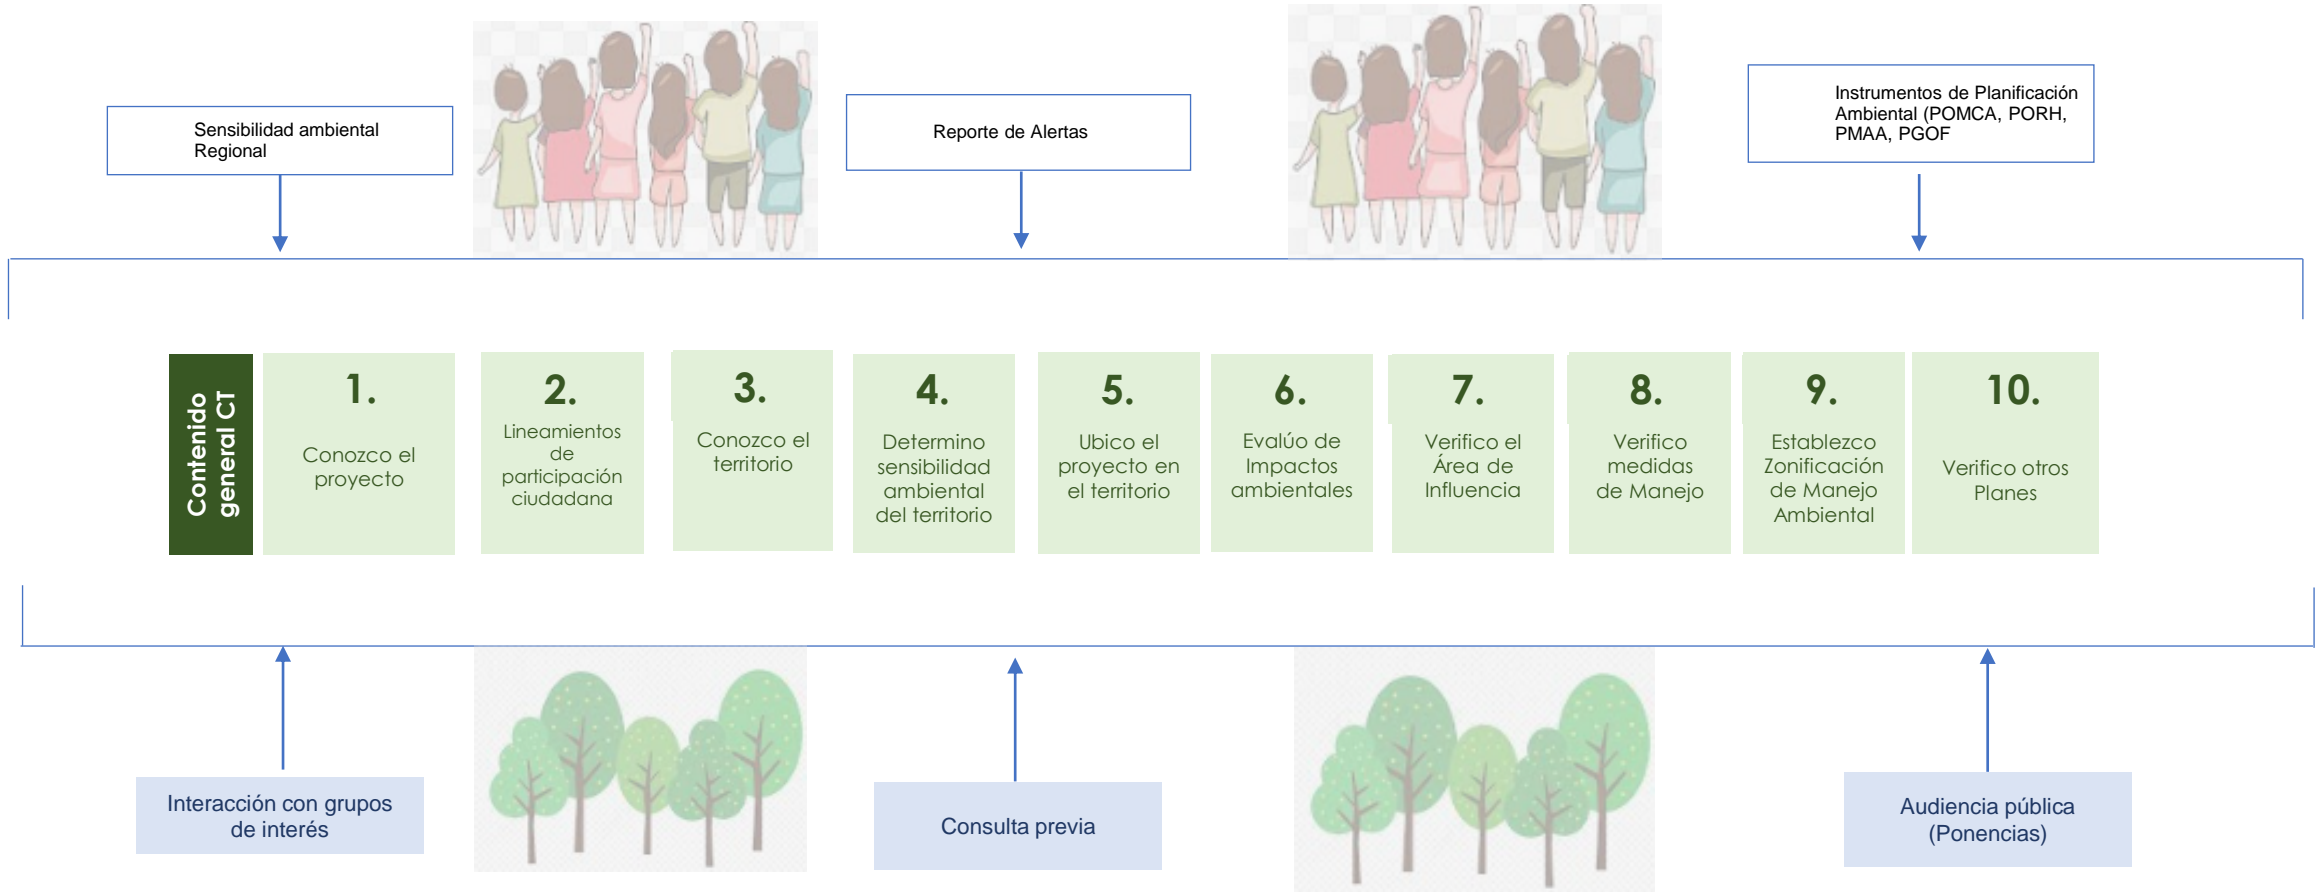 Sensibilidad ambiental
Regional
Reporte de Alertas
Instrumentos de Planificación
Ambiental (POMCA, PORH,
PMAA, PGOF
Contenido
general CT
1.
Conozco el
proyecto
2.
Lineamientos
de
participación
ciudadana
3.
Conozco el
territorio
4.
Determino
sensibilidad
ambiental
del territorio
5.
Ubico el
proyecto en
el territorio
6.
Evalúo de
Impactos
ambientales
7.
Verifico el
Área de
Influencia
8.
Verifico
medidas
de Manejo
9.
Establezco
Zonificación
de Manejo
Ambiental
10.
Verifico otros
Planes
Interacción con grupos
de interés
Consulta previa
Audiencia pública
(Ponencias)